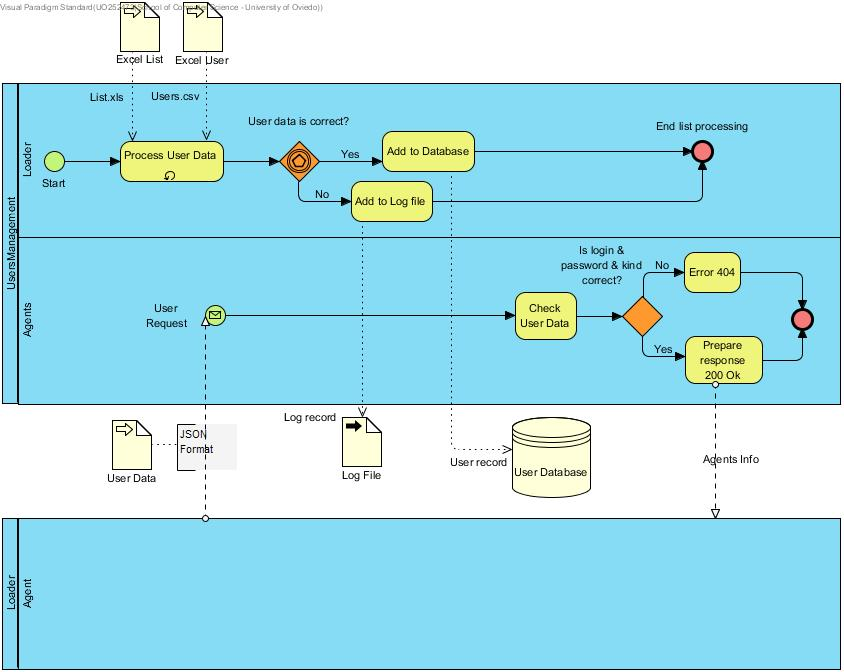 Visual Paradigm Standard(UO252422(School of Computer Science - University of Oviedo))
Excel List
Excel User
List.xls
Users.csv
User data is correct?
End list processing
UsersManagement
Loader
Start
Process User Data
Yes
Add to Database
No
Add to Log file
Agents
User
Request
Check
User Data
Is login &
password & kind
correct?
No
Error 404
Yes
Prepare
response
200 Ok
User Data
JSON
Format
Log record
Log File
User record
User Database
Agents Info
Loader
Agent